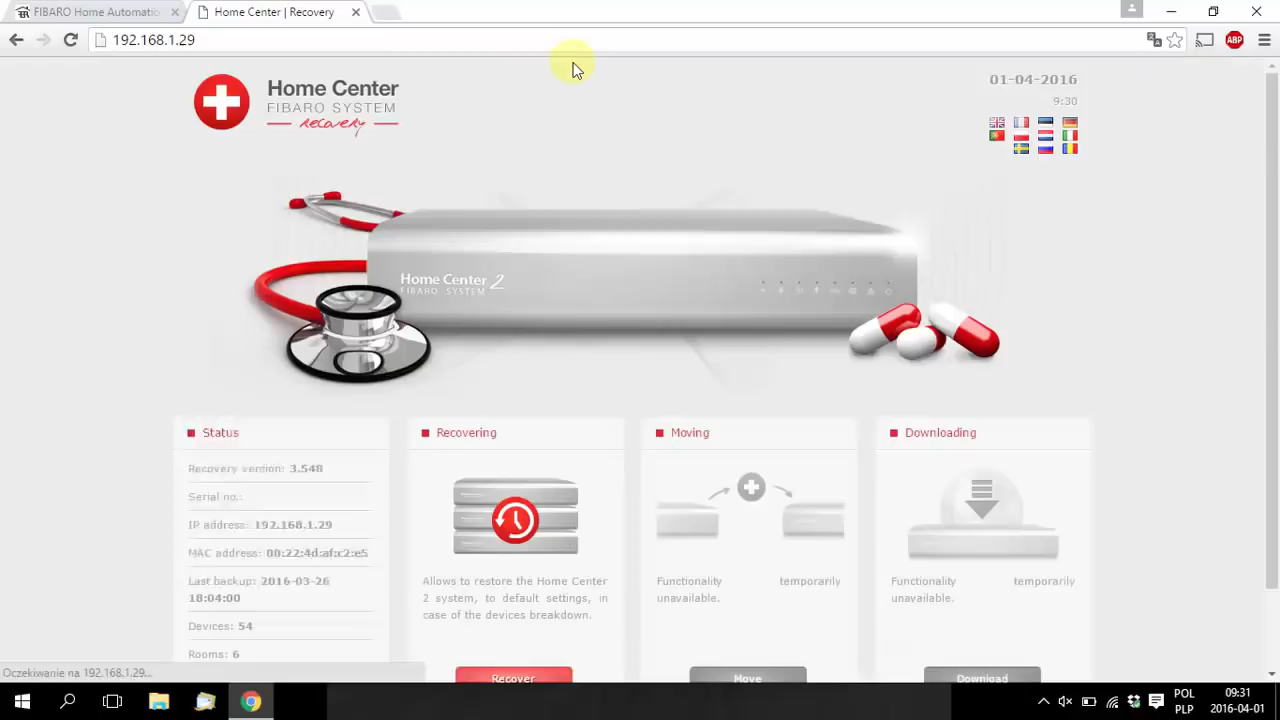 FIBARO Home Automatio
Home Center | Recovery
192.168.1.29
ABP
Home Center
FIBARO SYSTEM
recovery
01-04-2016
9:30
Home Center 2
FIBARO SYSTEM
Status
Recovery version: 3.548
Serial no.:
IP address: 192.168.1.29
MAC address: 00:22:4d:af:c2:e5
Last backup: 2016-03-26
18:04:00
Devices: 54
Rooms: 6
Recovering
Allows to restore the Home Center
2 system, to default settings, in
case of the devices breakdown.
Recover
Moving
Functionality temporarily
unavailable.
Move
Downloading
Functionality temporarily
unavailable.
Download
Oczekiwanie na 192.168.1.29...
POL
PLP
09:31
2016-04-01